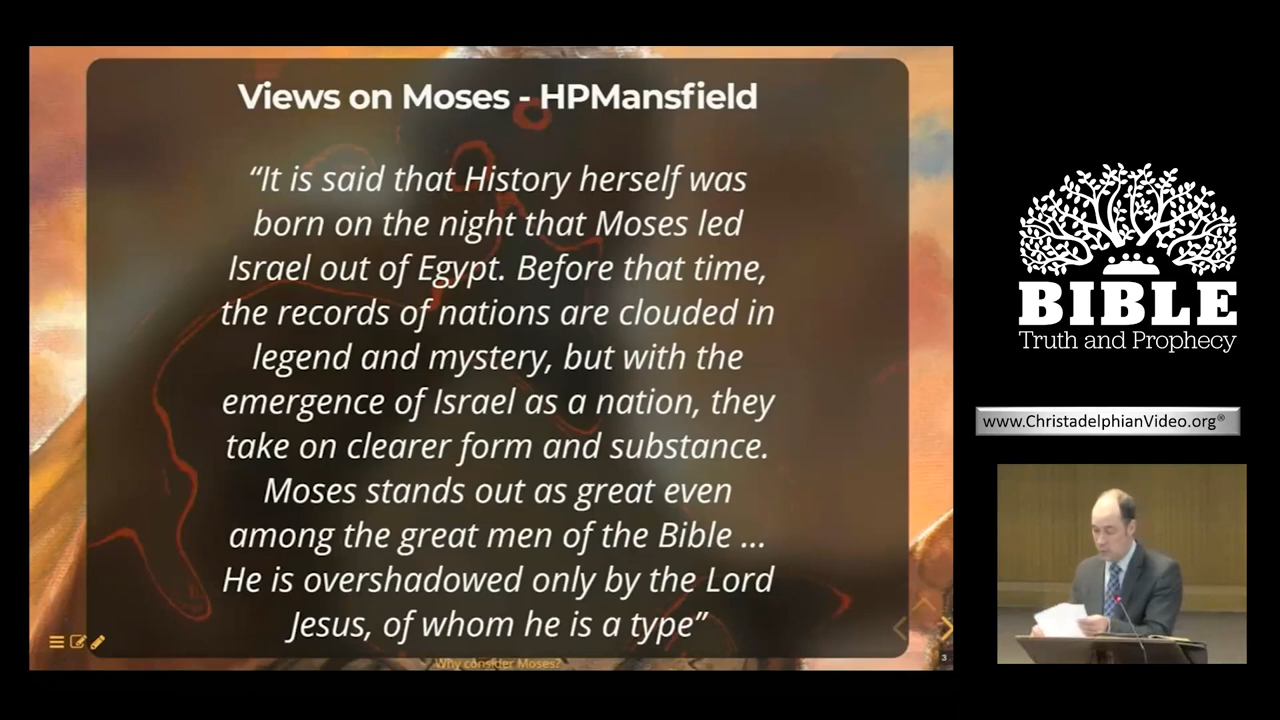 Views on Moses - HPMansfield
“It is said that History herself was
born on the night that Moses led
Israel out of Egypt. Before that time,
the records of nations are clouded in
legend and mystery, but with the
emergence of Israel as a nation, they
take on clearer form and substance.
Moses stands out as great even
among the great men of the Bible ...
He is overshadowed only by the Lord
Jesus, of whom he is a type”
Why consider Moses?
3
BIBLE
Truth and Prophecy
www.ChristadelphianVideo.org®